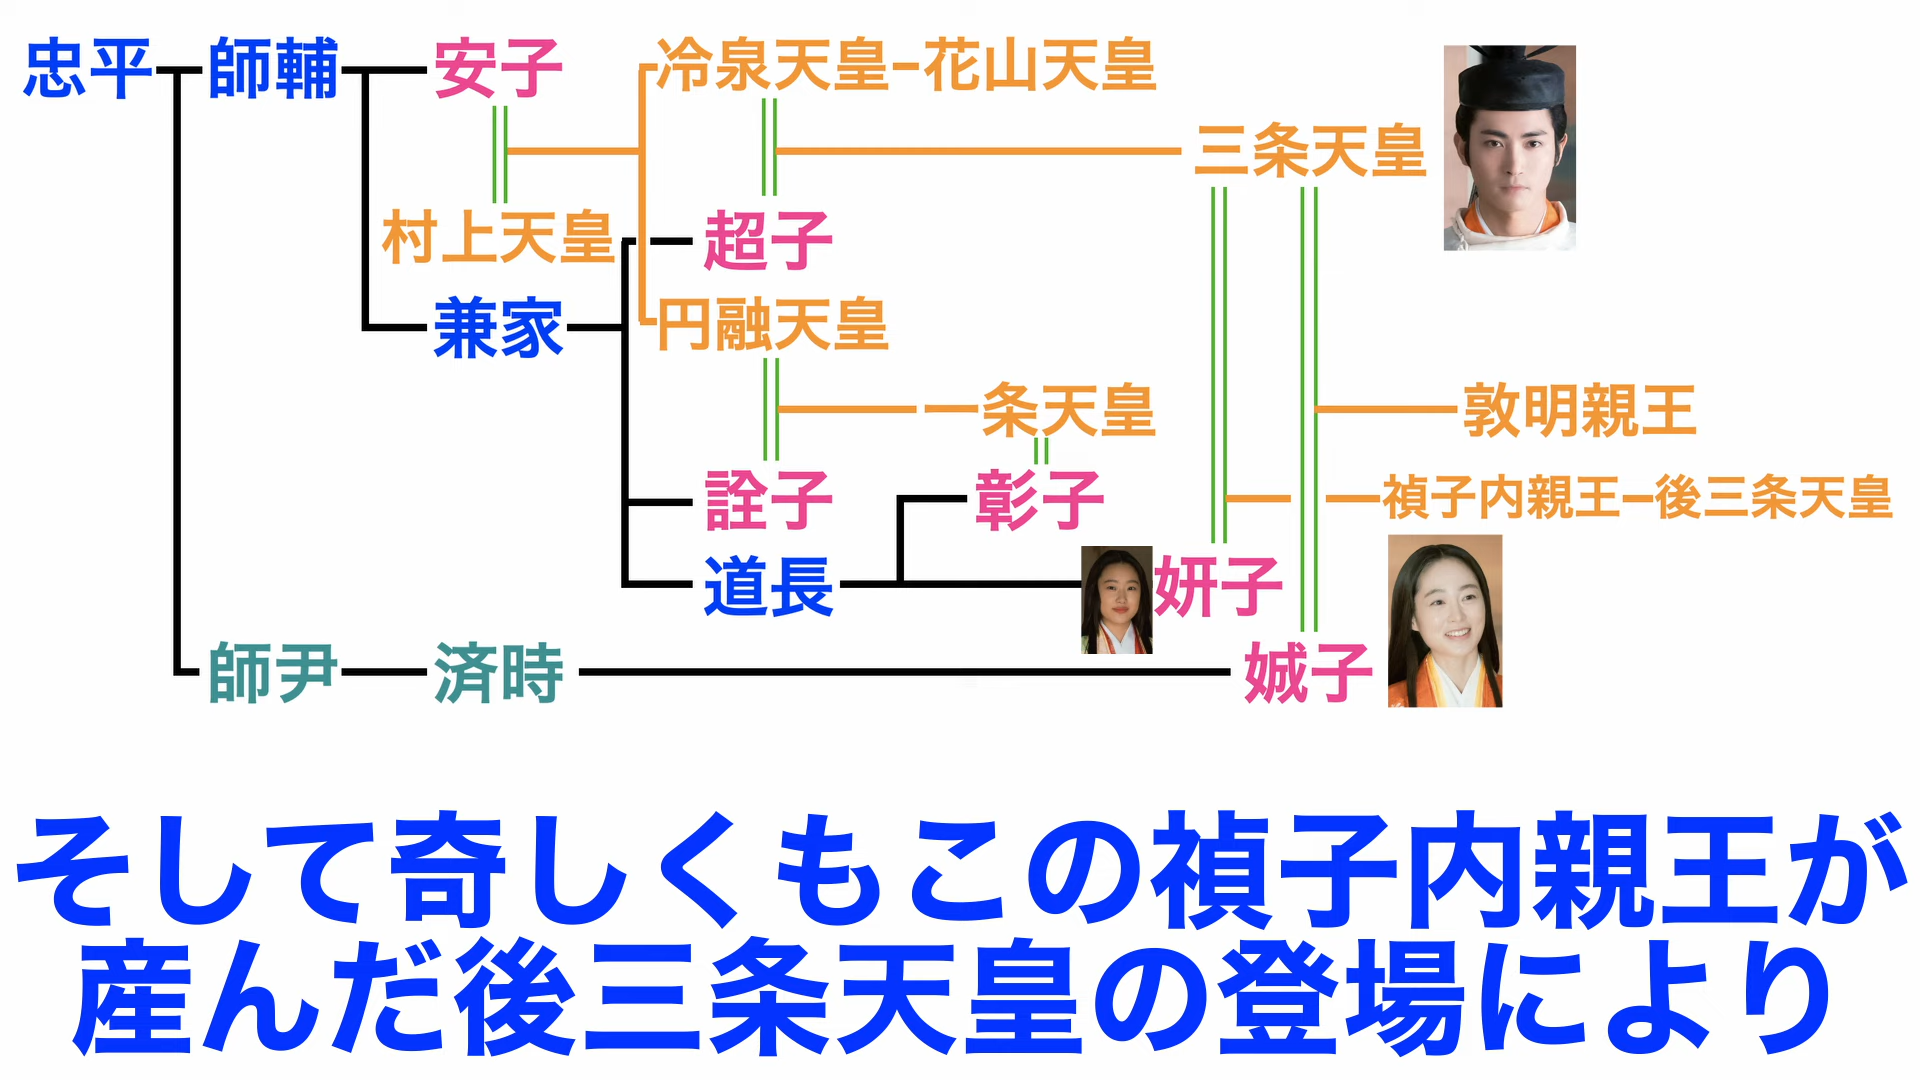 忠平 師輔 安子 冷泉天皇-花山天皇
三条天皇
村上天皇 超子
兼家 円融天皇
一条天皇 敦明親王
詮子 彰子 禎子内親王ー後三条天皇
道長 妍子
師尹 済時 娍子
そして奇しくもこの禎子内親王が
産んだ後三条天皇の登場により